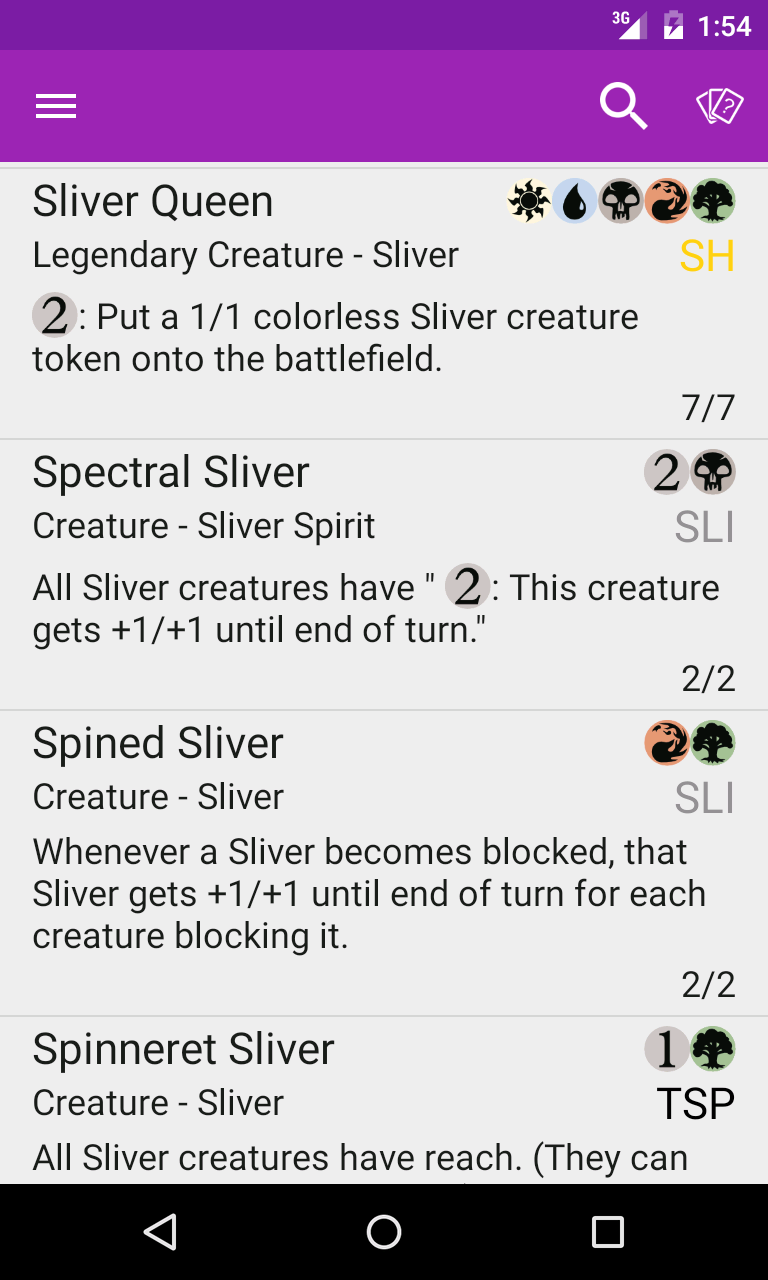 3G 1:54
?
Sliver Queen
Legendary Creature - Sliver SH
2: Put a 1/1 colorless Sliver creature
token onto the battlefield.
7/7
Spectral Sliver 2
Creature - Sliver Spirit SLI
All Sliver creatures have " 2: This creature
gets +1/+1 until end of turn."
2/2
Spined Sliver
Creature - Sliver SLI
Whenever a Sliver becomes blocked, that
Sliver gets +1/+1 until end of turn for each
creature blocking it.
2/2
Spinneret Sliver 1
Creature - Sliver TSP
All Sliver creatures have reach. (They can